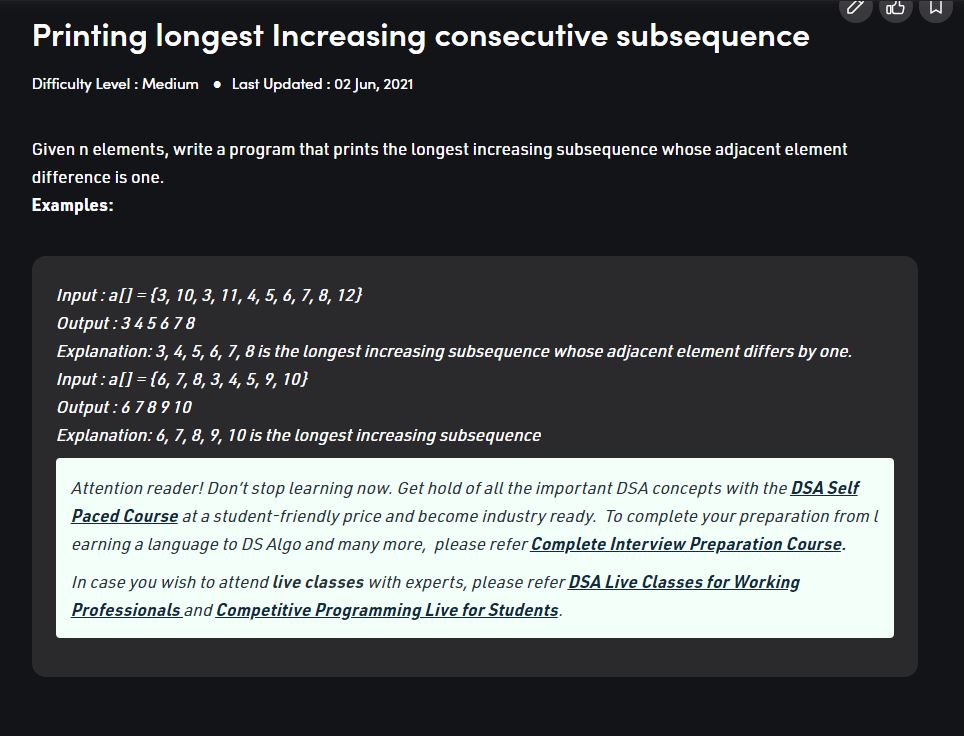 Printing longest Increasing consecutive subsequence
Difficulty Level : Medium ● Last Updated : 02 Jun, 2021
Given n elements, write a program that prints the longest increasing subsequence whose adjacent element
difference is one.
Examples:
Input : a[] = {3, 10, 3, 11, 4, 5, 6, 7, 8, 12}
Output : 3 4 5 6 7 8
Explanation: 3, 4, 5, 6, 7, 8 is the longest increasing subsequence whose adjacent element differs by one.
Input : a[] = {6, 7, 8, 3, 4, 5, 9, 10}
Output : 6 7 8 9 10
Explanation: 6, 7, 8, 9, 10 is the longest increasing subsequence
Attention reader! Don't stop learning now. Get hold of all the important DSA concepts with the DSA Self
Paced Course at a student-friendly price and become industry ready. To complete your preparation from l
earning a language to DS Algo and many more, please refer Complete Interview Preparation Course.
In case you wish to attend live classes with experts, please refer DSA Live Classes for Working
Professionals and Competitive Programming Live for Students.